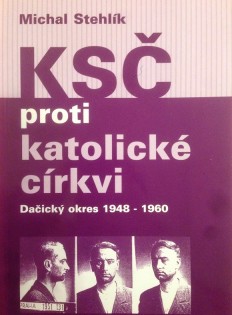 Michal Stehlík
KSČ
proti
katolické
církvi
Dačický okres 1948 - 1960